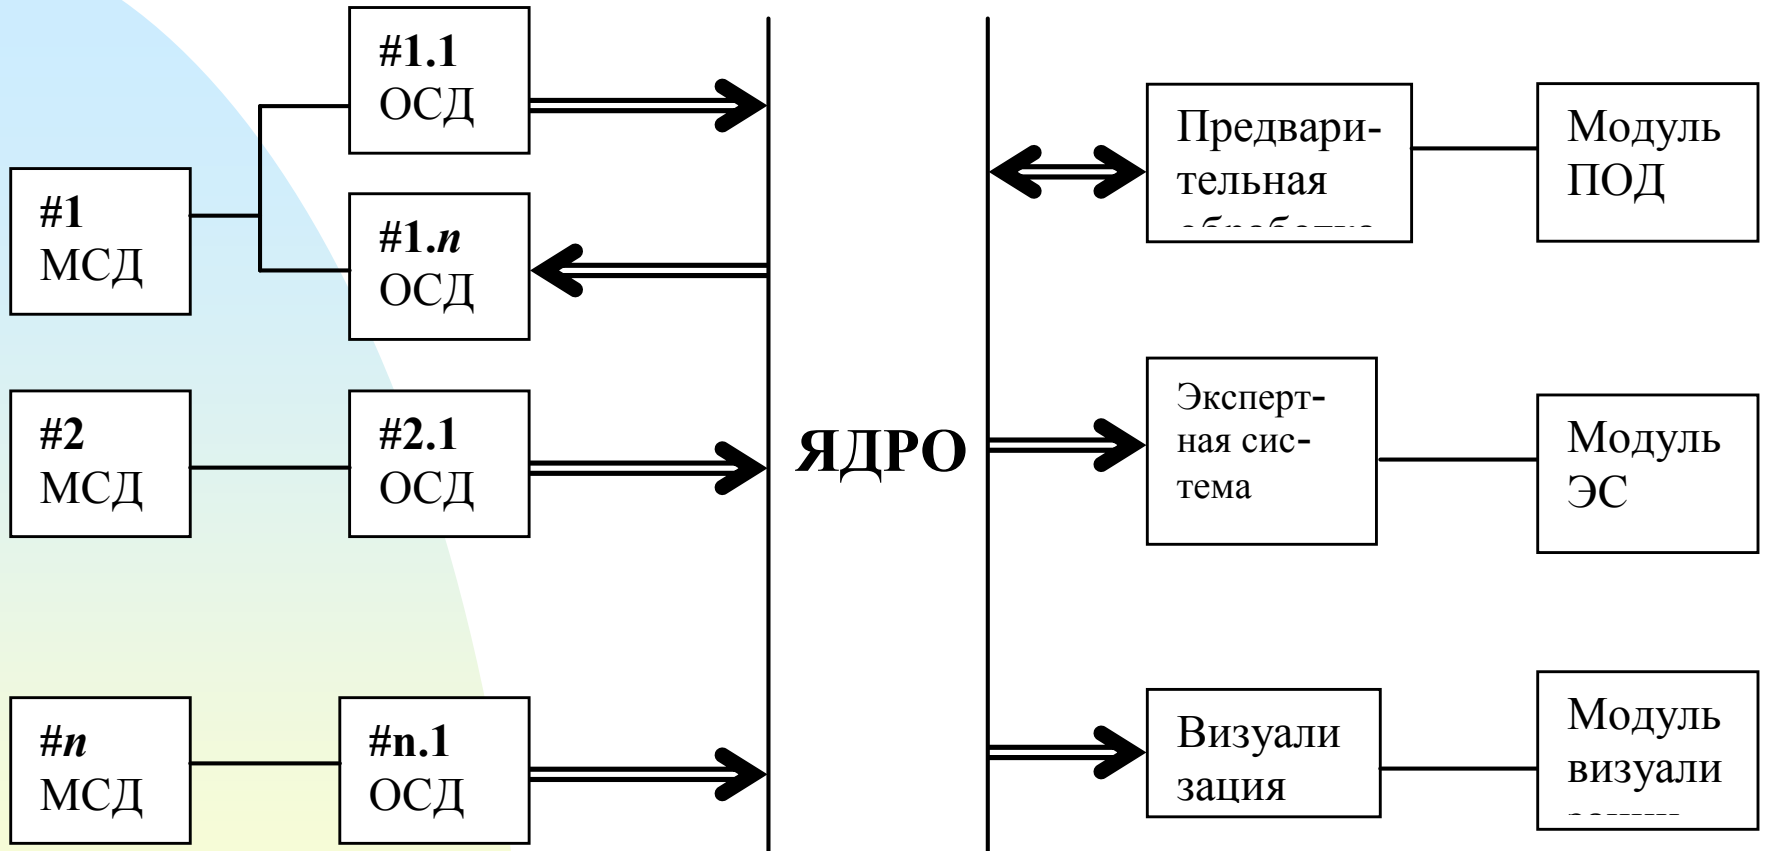 #1.1
ОСД
#1
МСД
#1.n
ОСД
#2
МСД
#2.1
ОСД
#n
МСД
#n.1
ОСД
ЯДРО
Предвари-
тельная
Модуль
ПОД
Эксперт-
ная сис-
тема
Модуль
ЭС
Визуали
зация
Модуль
визуали